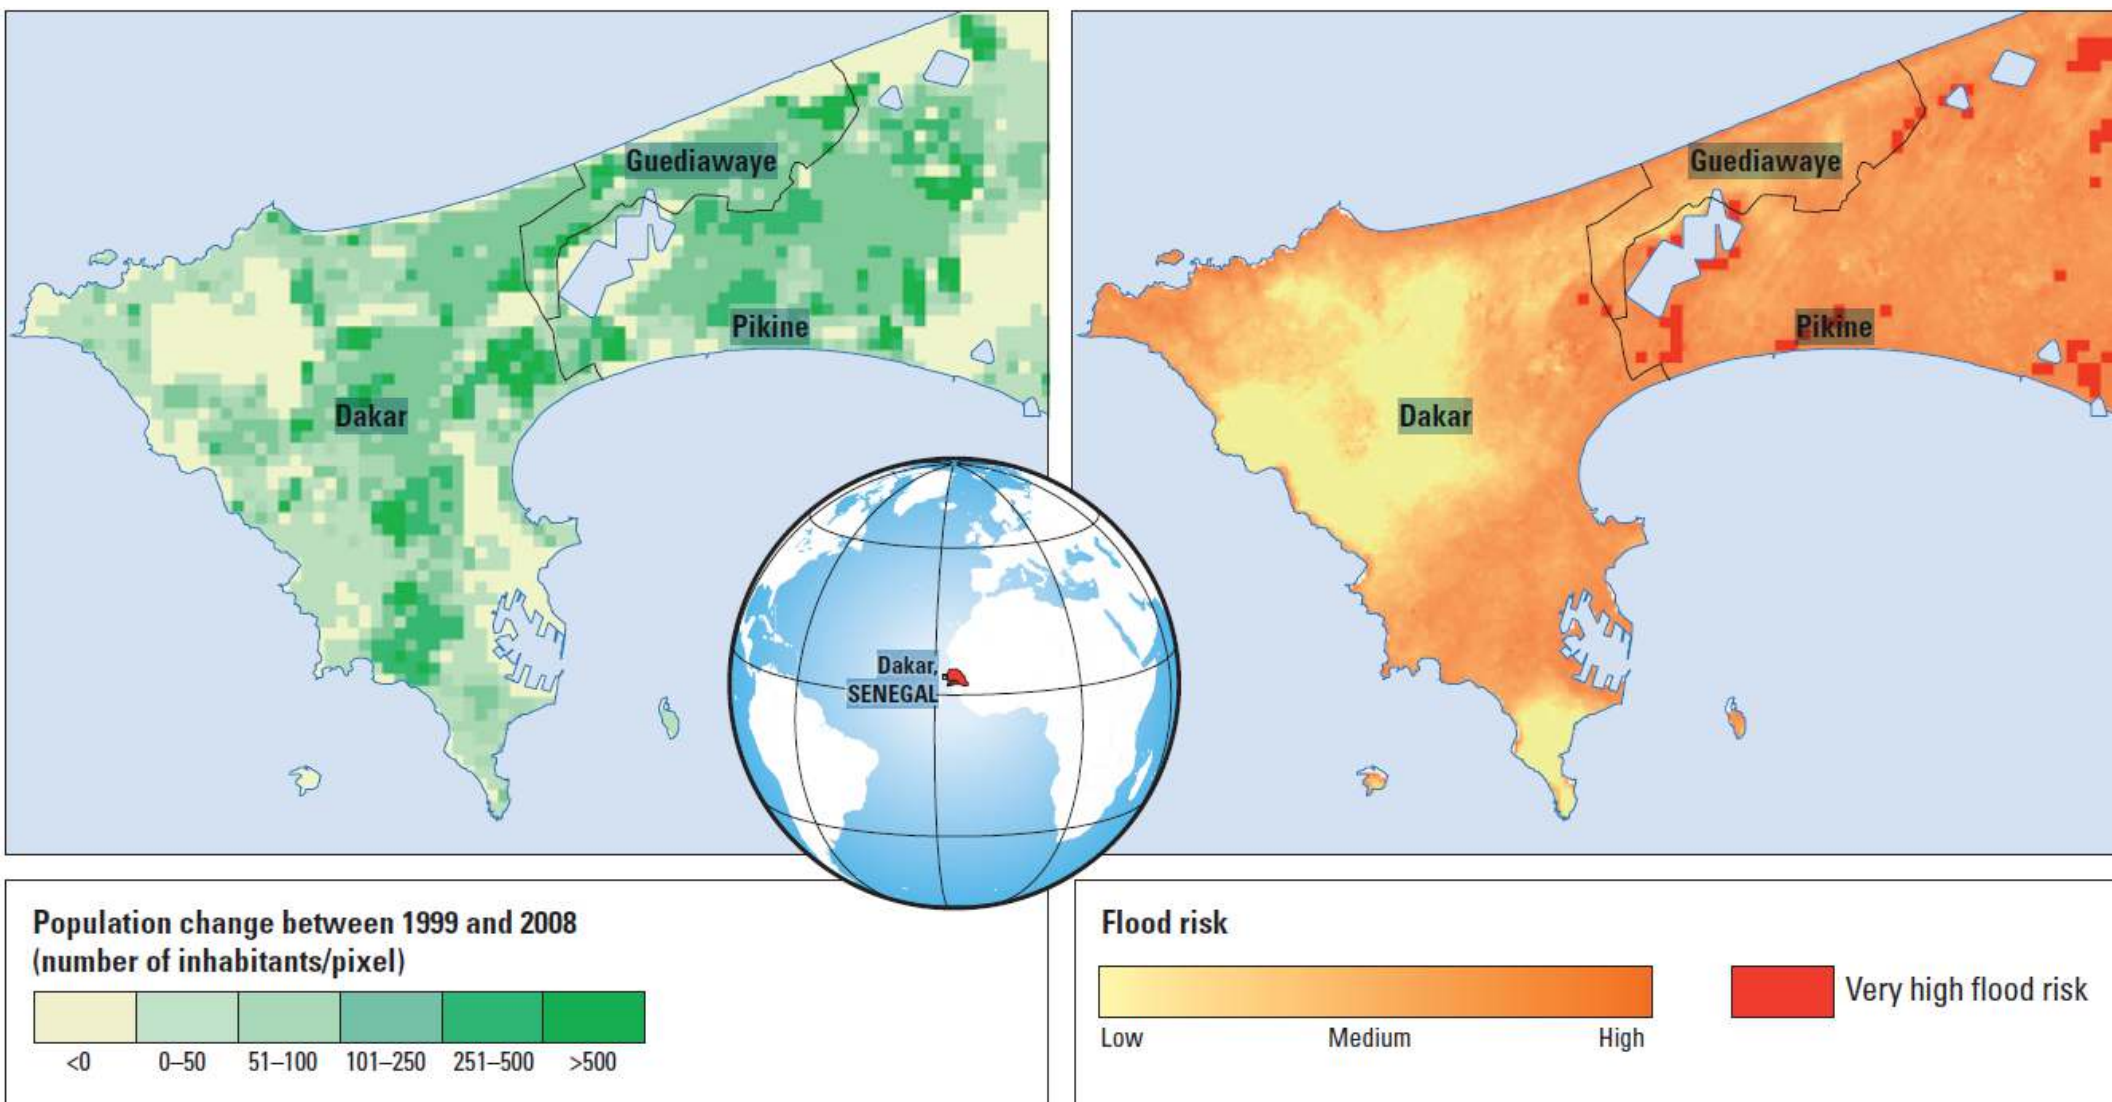 Guediawaye
Pikine
Dakar
Guediawaye
Pikine
Dakar
Dakar,
SENEGAL
Population change between 1999 and 2008
(number of inhabitants/pixel)
<0 0–50 51–100 101–250 251–500 >500
Flood risk
Low Medium High
Very high flood risk